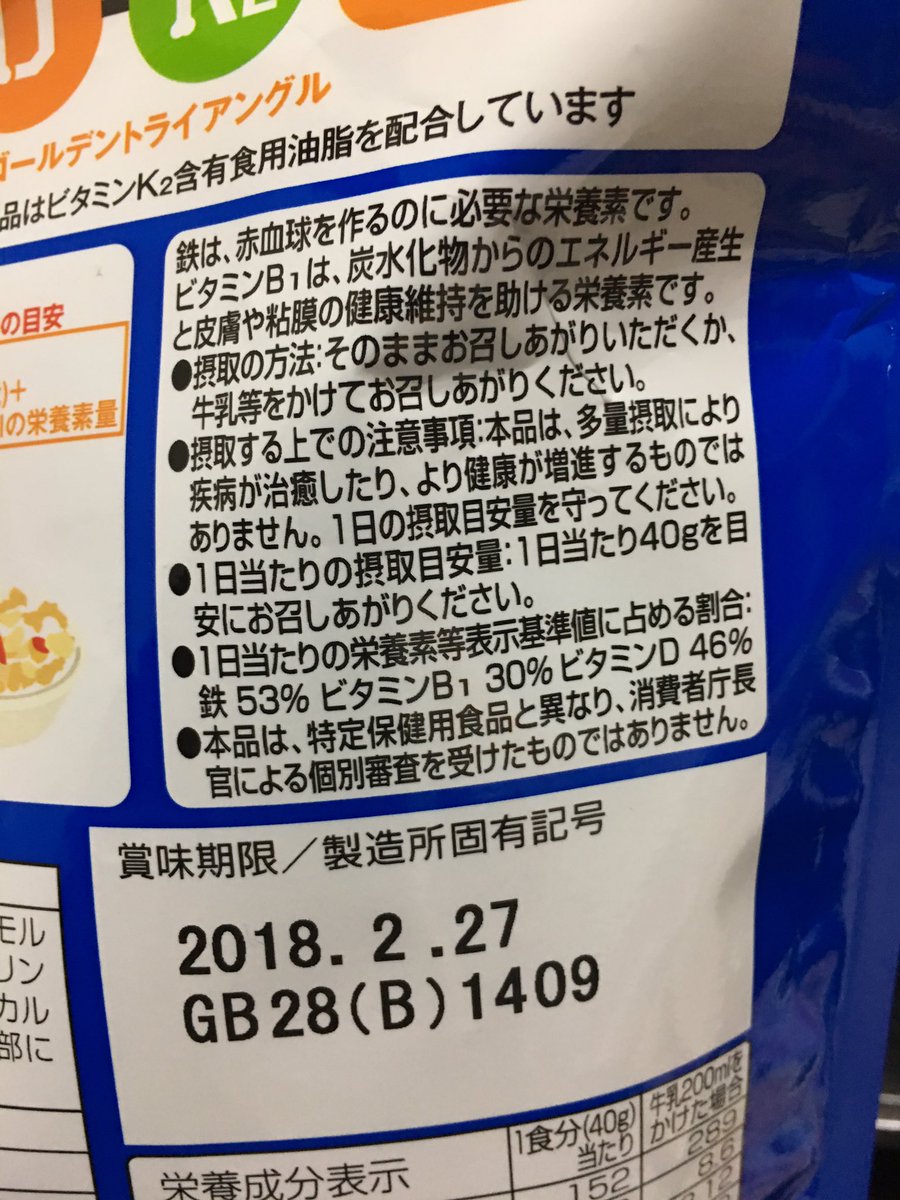 K2
ゴールデントライアングル
品はビタミンK2含有食用油脂を配合しています
の目安
)+
の栄養素量
鉄は、赤血球を作るのに必要な栄養素です。
ビタミンB1は、炭水化物からのエネルギー産生
と皮膚や粘膜の健康維持を助ける栄養素です。
●摂取の方法:そのままお召しあがりいただくか、
牛乳等をかけてお召しあがりください。
●摂取する上での注意事項:本品は、多量摂取により
疾病が治癒したり、より健康が増進するものでは
ありません。1日の摂取目安量を守ってください。
●1日当たりの摂取目安量:1日当たり40gを目
安にお召しあがりください。
●1日当たりの栄養素等表示基準値に占める割合:
鉄 53% ビタミンB1 30% ビタミンD 46%
●本品は、特定保健用食品と異なり、消費者庁長
官による個別審査を受けたものではありません。
賞味期限/製造所固有記号
2018. 2 .27
GB28(B)1409
モル
リン
カル
部に
栄養成分表示
1食分(40g)
当たり
牛乳200mlを
かけた場合
152
289
8.6
12